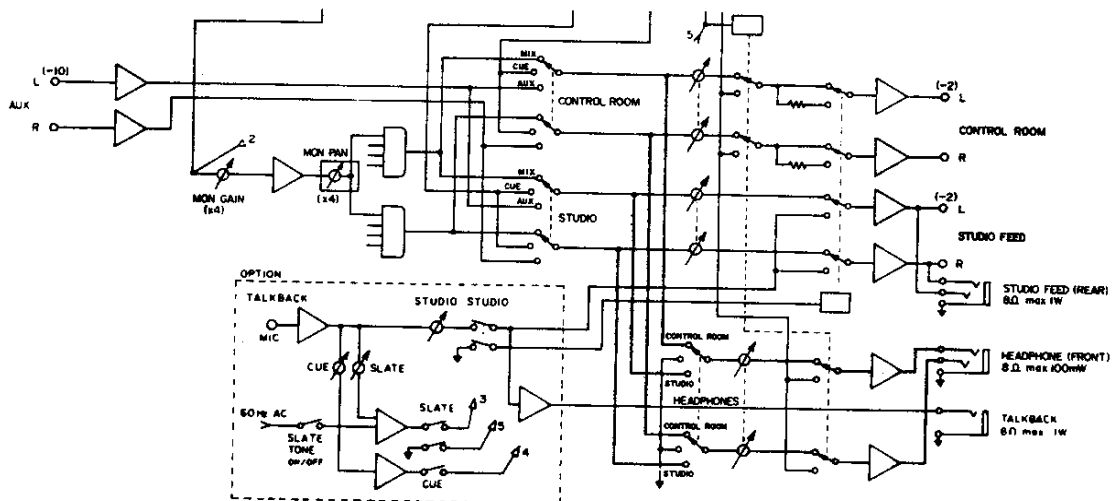 5
(-10)
L
AUX
R
MIX
CUE
AUX
CONTROL ROOM
(-2)
L
CONTROL ROOM
R
2
MON PAN
(x4)
MON GAIN
(x4)
MIX
CUE
AUX
STUDIO
(-2)
L
STUDIO FEED
R
STUDIO FEED (REAR)
8Ω max 1W
OPTION
TALKBACK
MIC
STUDIO STUDIO
CUE
SLATE
60 Hz AC
SLATE
TONE
ON/OFF
SLATE
3
5
4
CUE
CONTROL ROOM
STUDIO
HEADPHONES
CONTROL ROOM
STUDIO
HEADPHONE (FRONT)
8Ω max 100mW
TALKBACK
8Ω max 1W